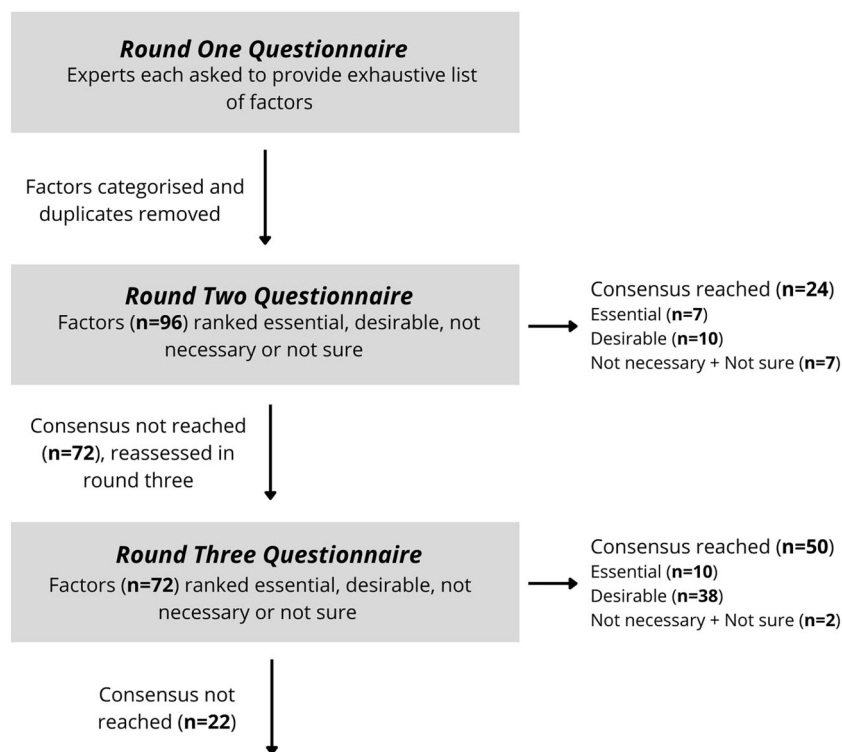 Round One Questionnaire
Experts each asked to provide exhaustive list
of factors
Factors categorised and
duplicates removed
Round Two Questionnaire
Factors (n=96) ranked essential, desirable, not
necessary or not sure
Consensus reached (n=24)
Essential (n=7)
Desirable (n=10)
Not necessary + Not sure (n=7)
Consensus not reached
(n=72), reassessed in
round three
Round Three Questionnaire
Factors (n=72) ranked essential, desirable, not
necessary or not sure
Consensus reached (n=50)
Essential (n=10)
Desirable (n=38)
Not necessary + Not sure (n=2)
Consensus not
reached (n=22)